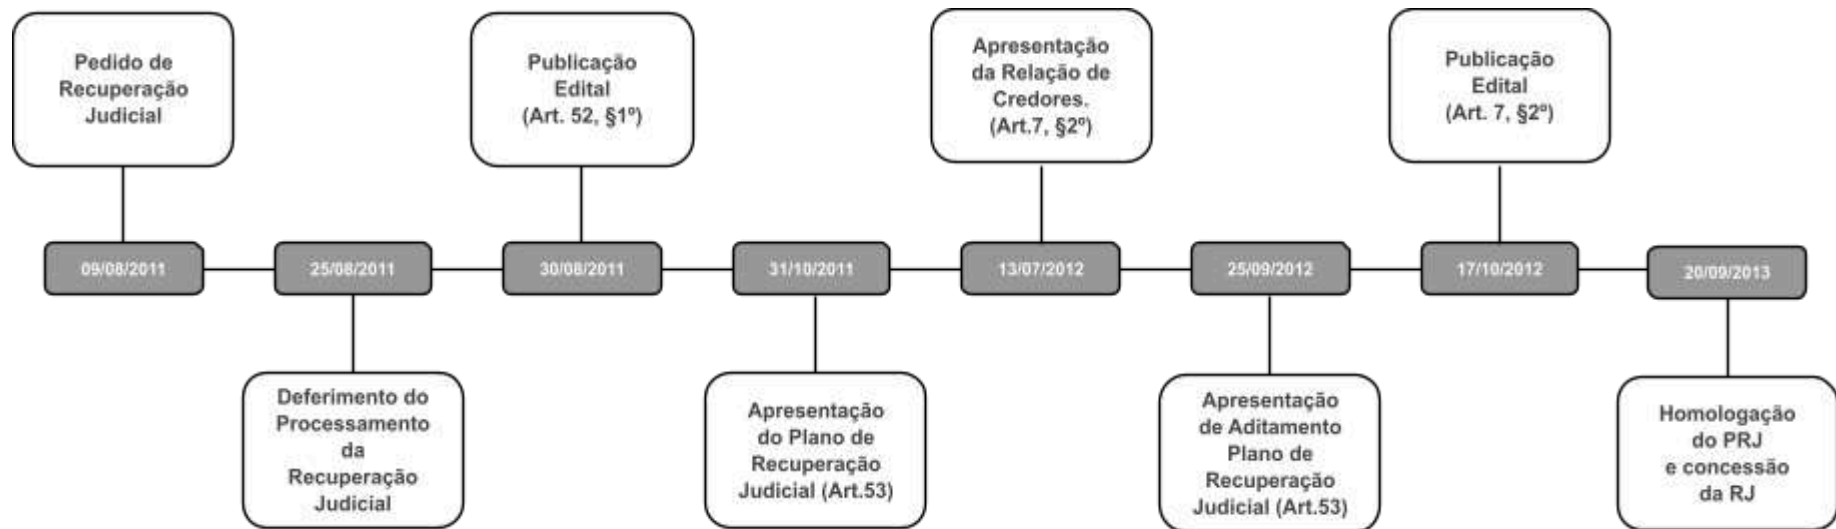 Pedido de
Recuperação
Judicial
Publicação
Edital
(Art. 52, §1º)
Apresentação
da Relação de
Credores.
(Art.7, §2º)
Publicação
Edital
(Art. 7, §2º)
09/08/2011
25/08/2011
30/08/2011
31/10/2011
13/07/2012
25/09/2012
17/10/2012
20/09/2013
Deferimento do
Processamento
da
Recuperação
Judicial
Apresentação
do Plano de
Recuperação
Judicial (Art.53)
Apresentação
de Aditamento
Plano de
Recuperação
Judicial (Art.53)
Homologação
do PRJ
e concessão
da RJ